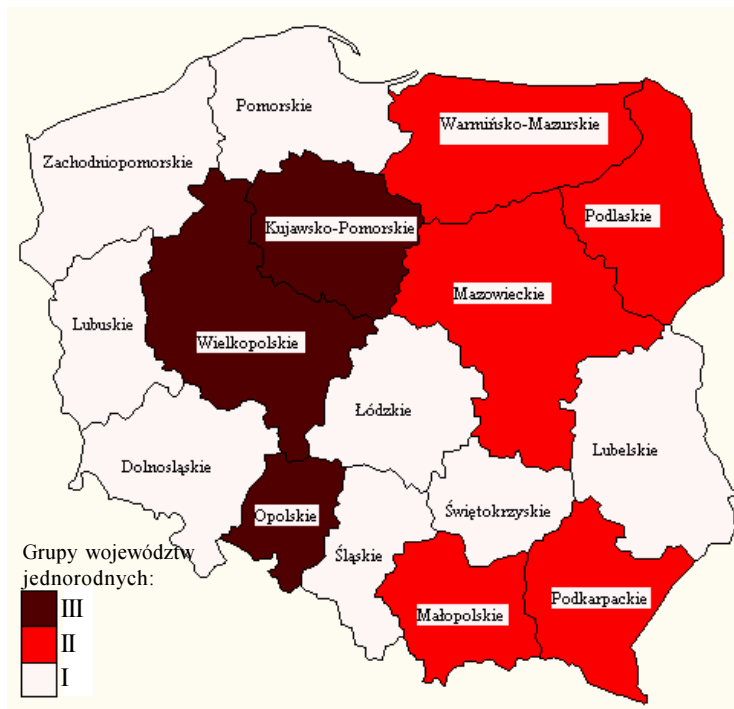 Pomorskie
Warmińsko-Mazurskie
Zachodniopomorskie
Podlaskie
Kujawsko-Pomorskie
Mazowieckie
Lubuskie
Wielkopolskie
Łódzkie
Lubelskie
Dolnosląskie
Świętokrzyskie
Opolskie
Śląskie
Podkarpackie
Małopolskie
Grupy województw
jednorodnych:
III
II
I